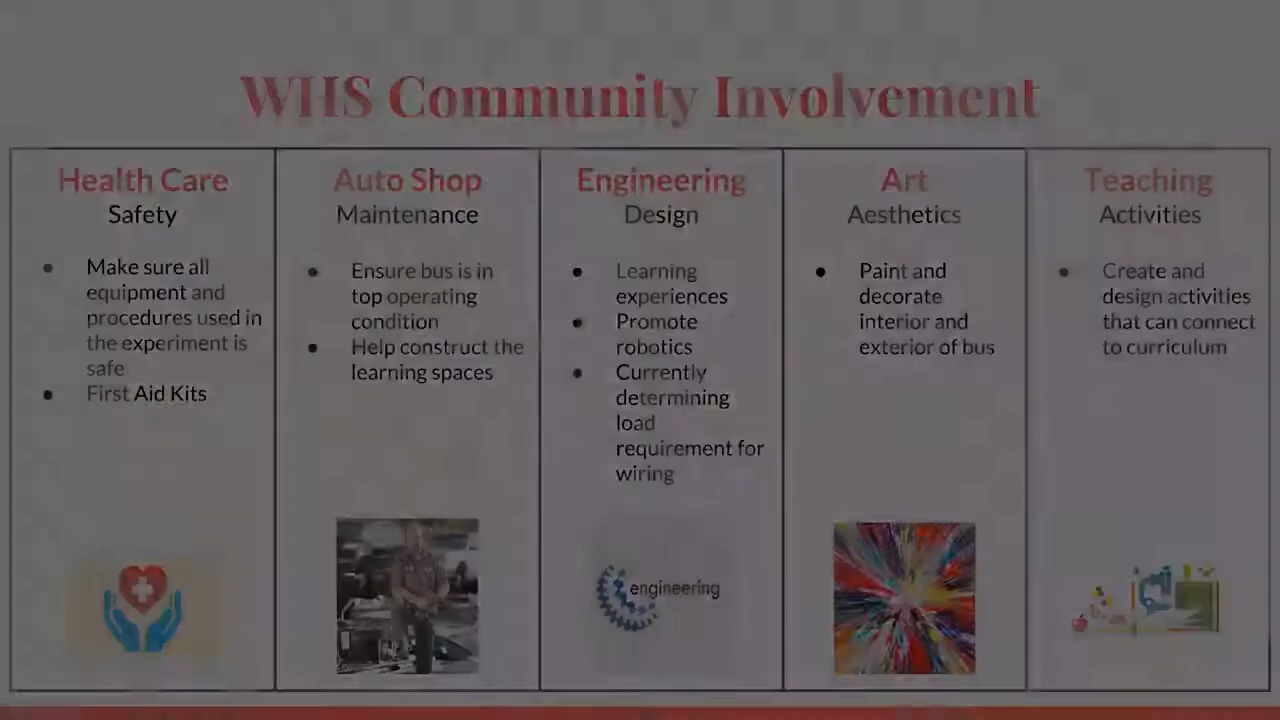 WHS Community Involvement
Health Care
Safety
Make sure all
equipment and
procedures used in
the experiment is
safe
First Aid Kits
Auto Shop
Maintenance
Ensure bus is in
top operating
condition
Help construct the
learning spaces
Engineering
Design
Learning
experiences
Promote
robotics
Currently
determining
load
requirement for
wiring
engineering
Art
Aesthetics
Paint and
decorate
interior and
exterior of bus
Teaching
Activities
Create and
design activities
that can connect
to curriculum